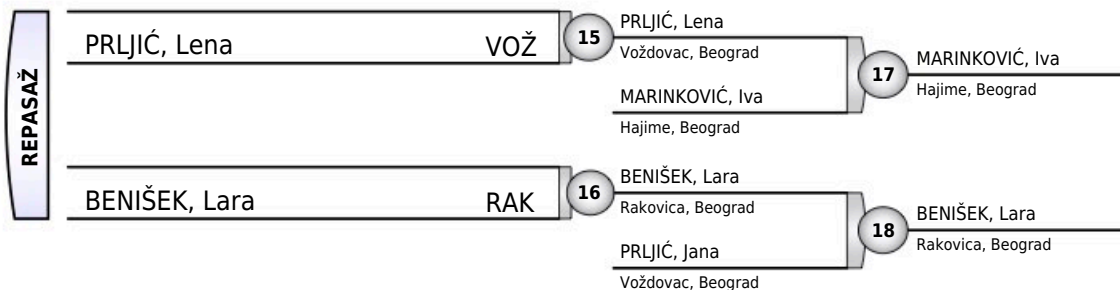 REPASAŽ
PRLJIĆ, Lena VOŽ
15
PRLJIĆ, Lena
Voždovac, Beograd
MARINKOVIĆ, Iva
Hajime, Beograd
17
MARINKOVIĆ, Iva
Hajime, Beograd
BENIŠEK, Lara RAK
16
BENIŠEK, Lara
Rakovica, Beograd
PRLJIĆ, Jana
Voždovac, Beograd
18
BENIŠEK, Lara
Rakovica, Beograd